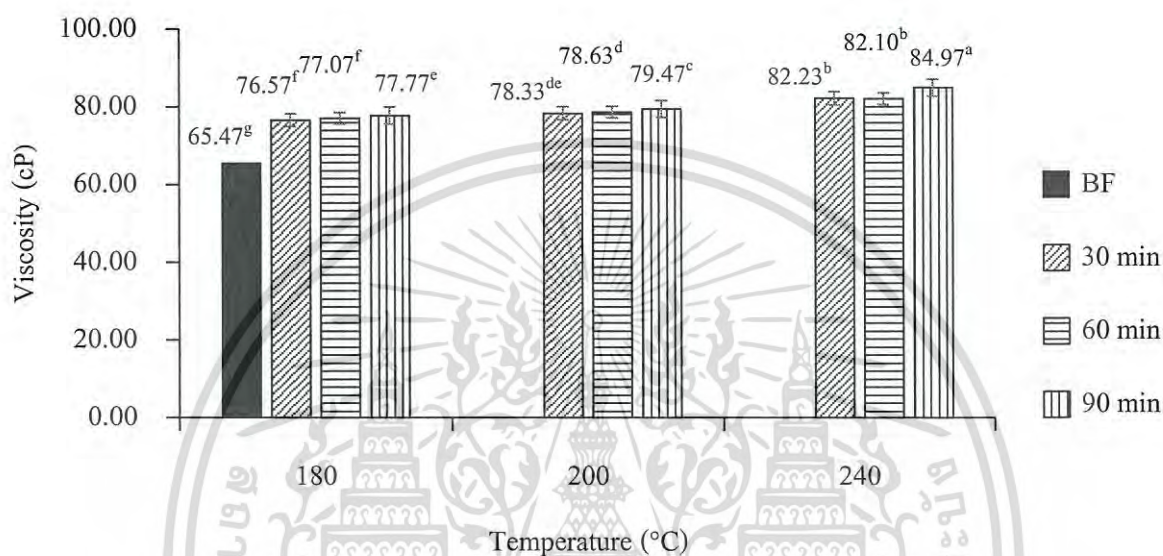 100.00
80.00
60.00
40.00
20.00
0.00
Viscosity (cP)
65.47g
76.57f
77.07f
77.77e
78.33de
78.63d
79.47c
82.23b
82.10b
84.97a
180
200
240
Temperature (°C)
BF
30 min
60 min
90 min